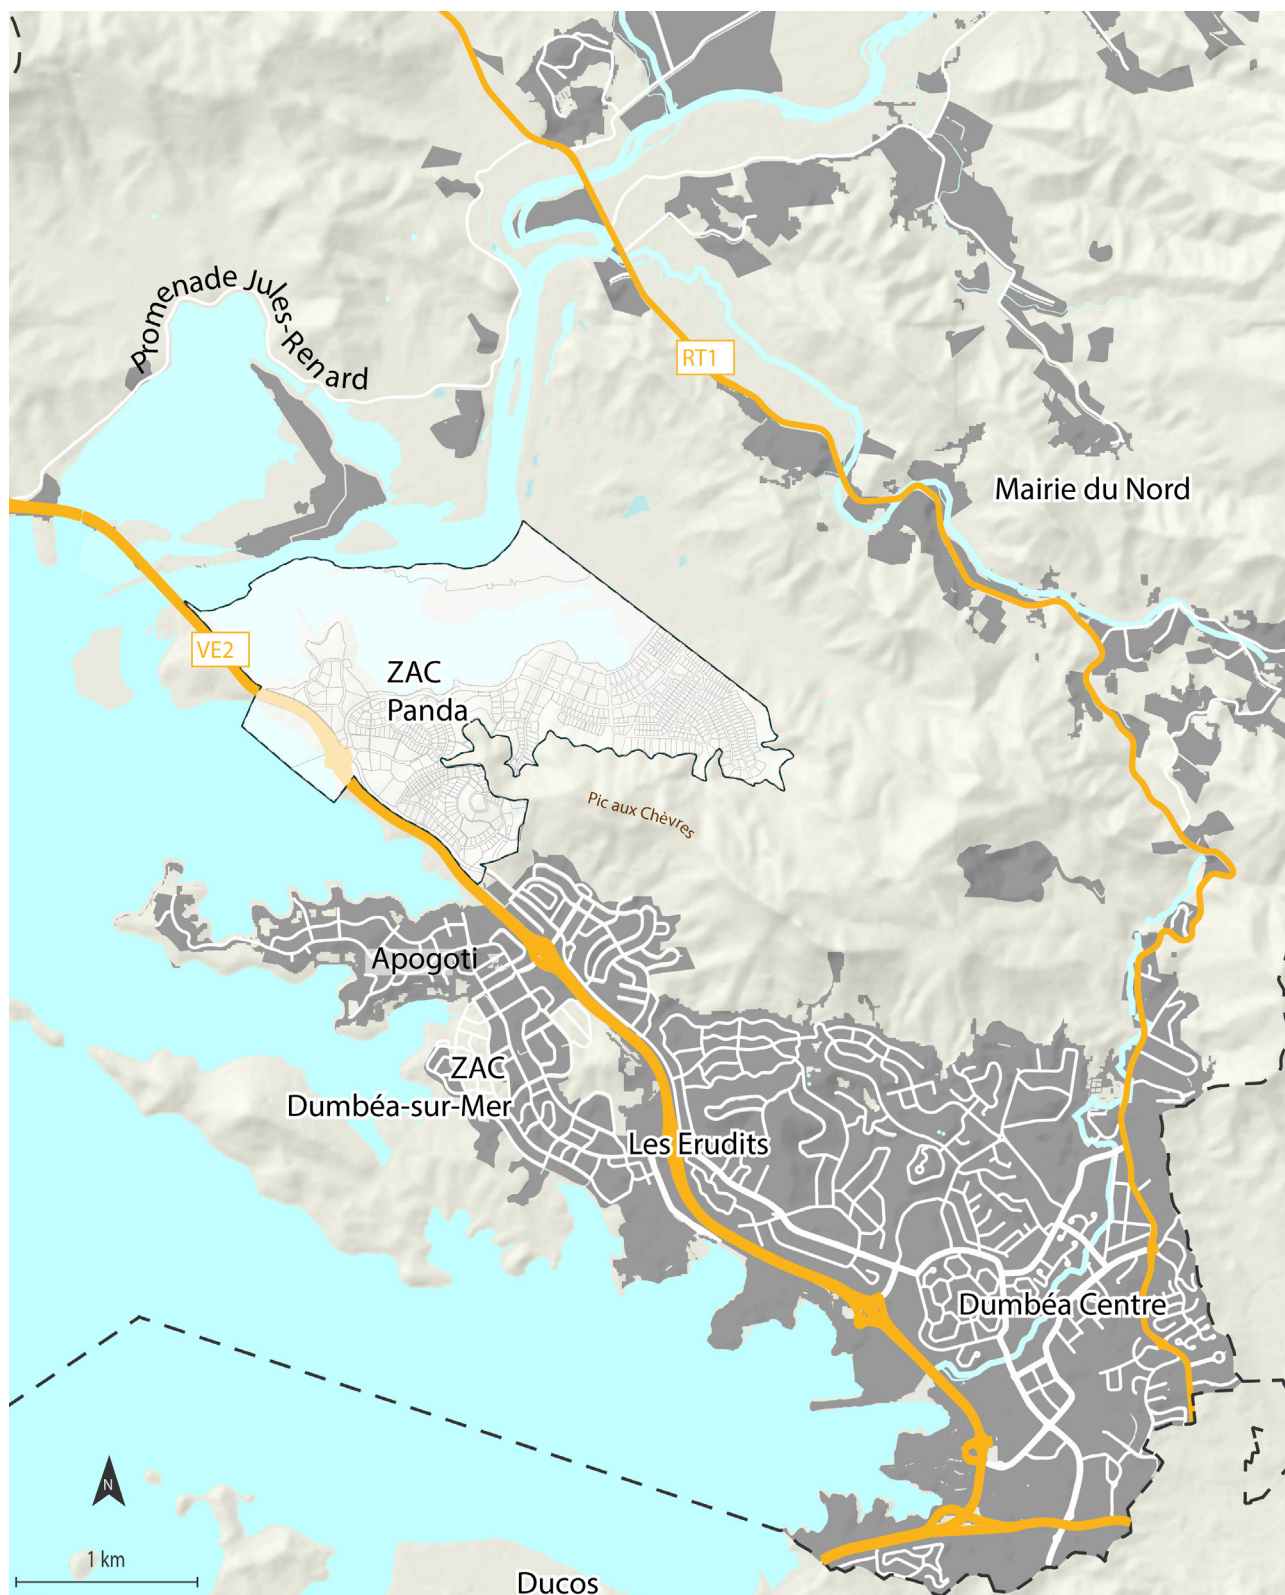 Promenade Jules-Renard
RT1
Mairie du Nord
VE2
ZAC
Panda
Pic aux Chèvres
Apogoti
ZAC
Dumbéa-sur-Mer
Les Erudits
Dumbéa Centre
N
1 km
Ducos